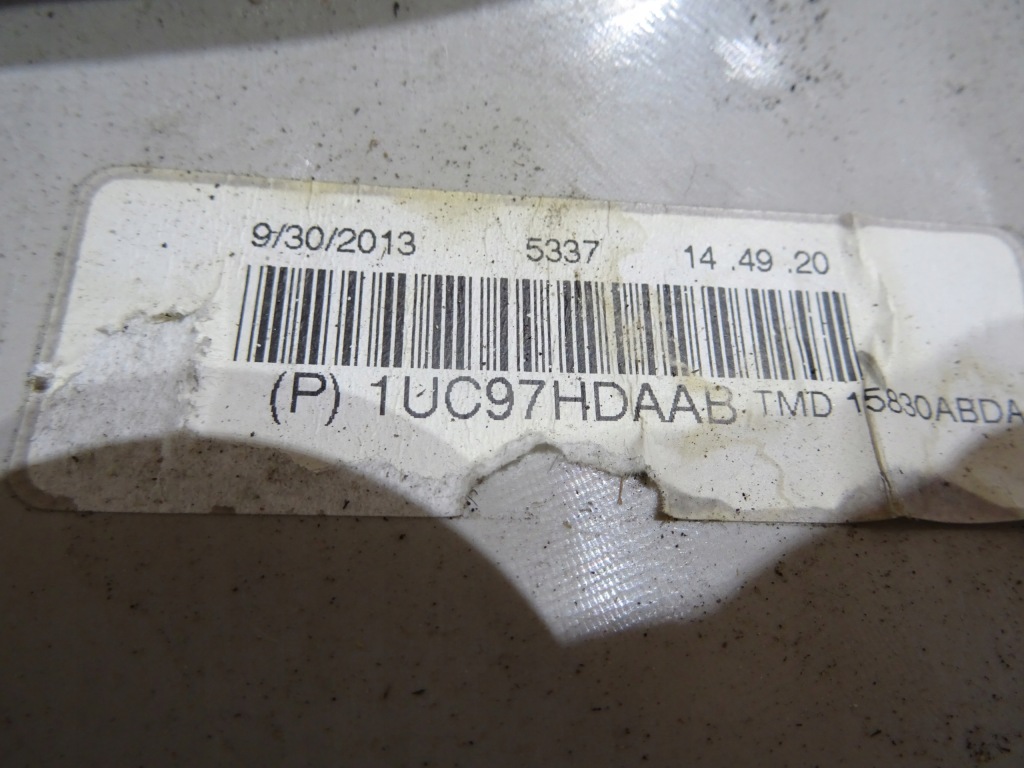 9/30/2013 5337 14 .49 .20
(P) 1UC97HDAAB TMD 15830ABDA